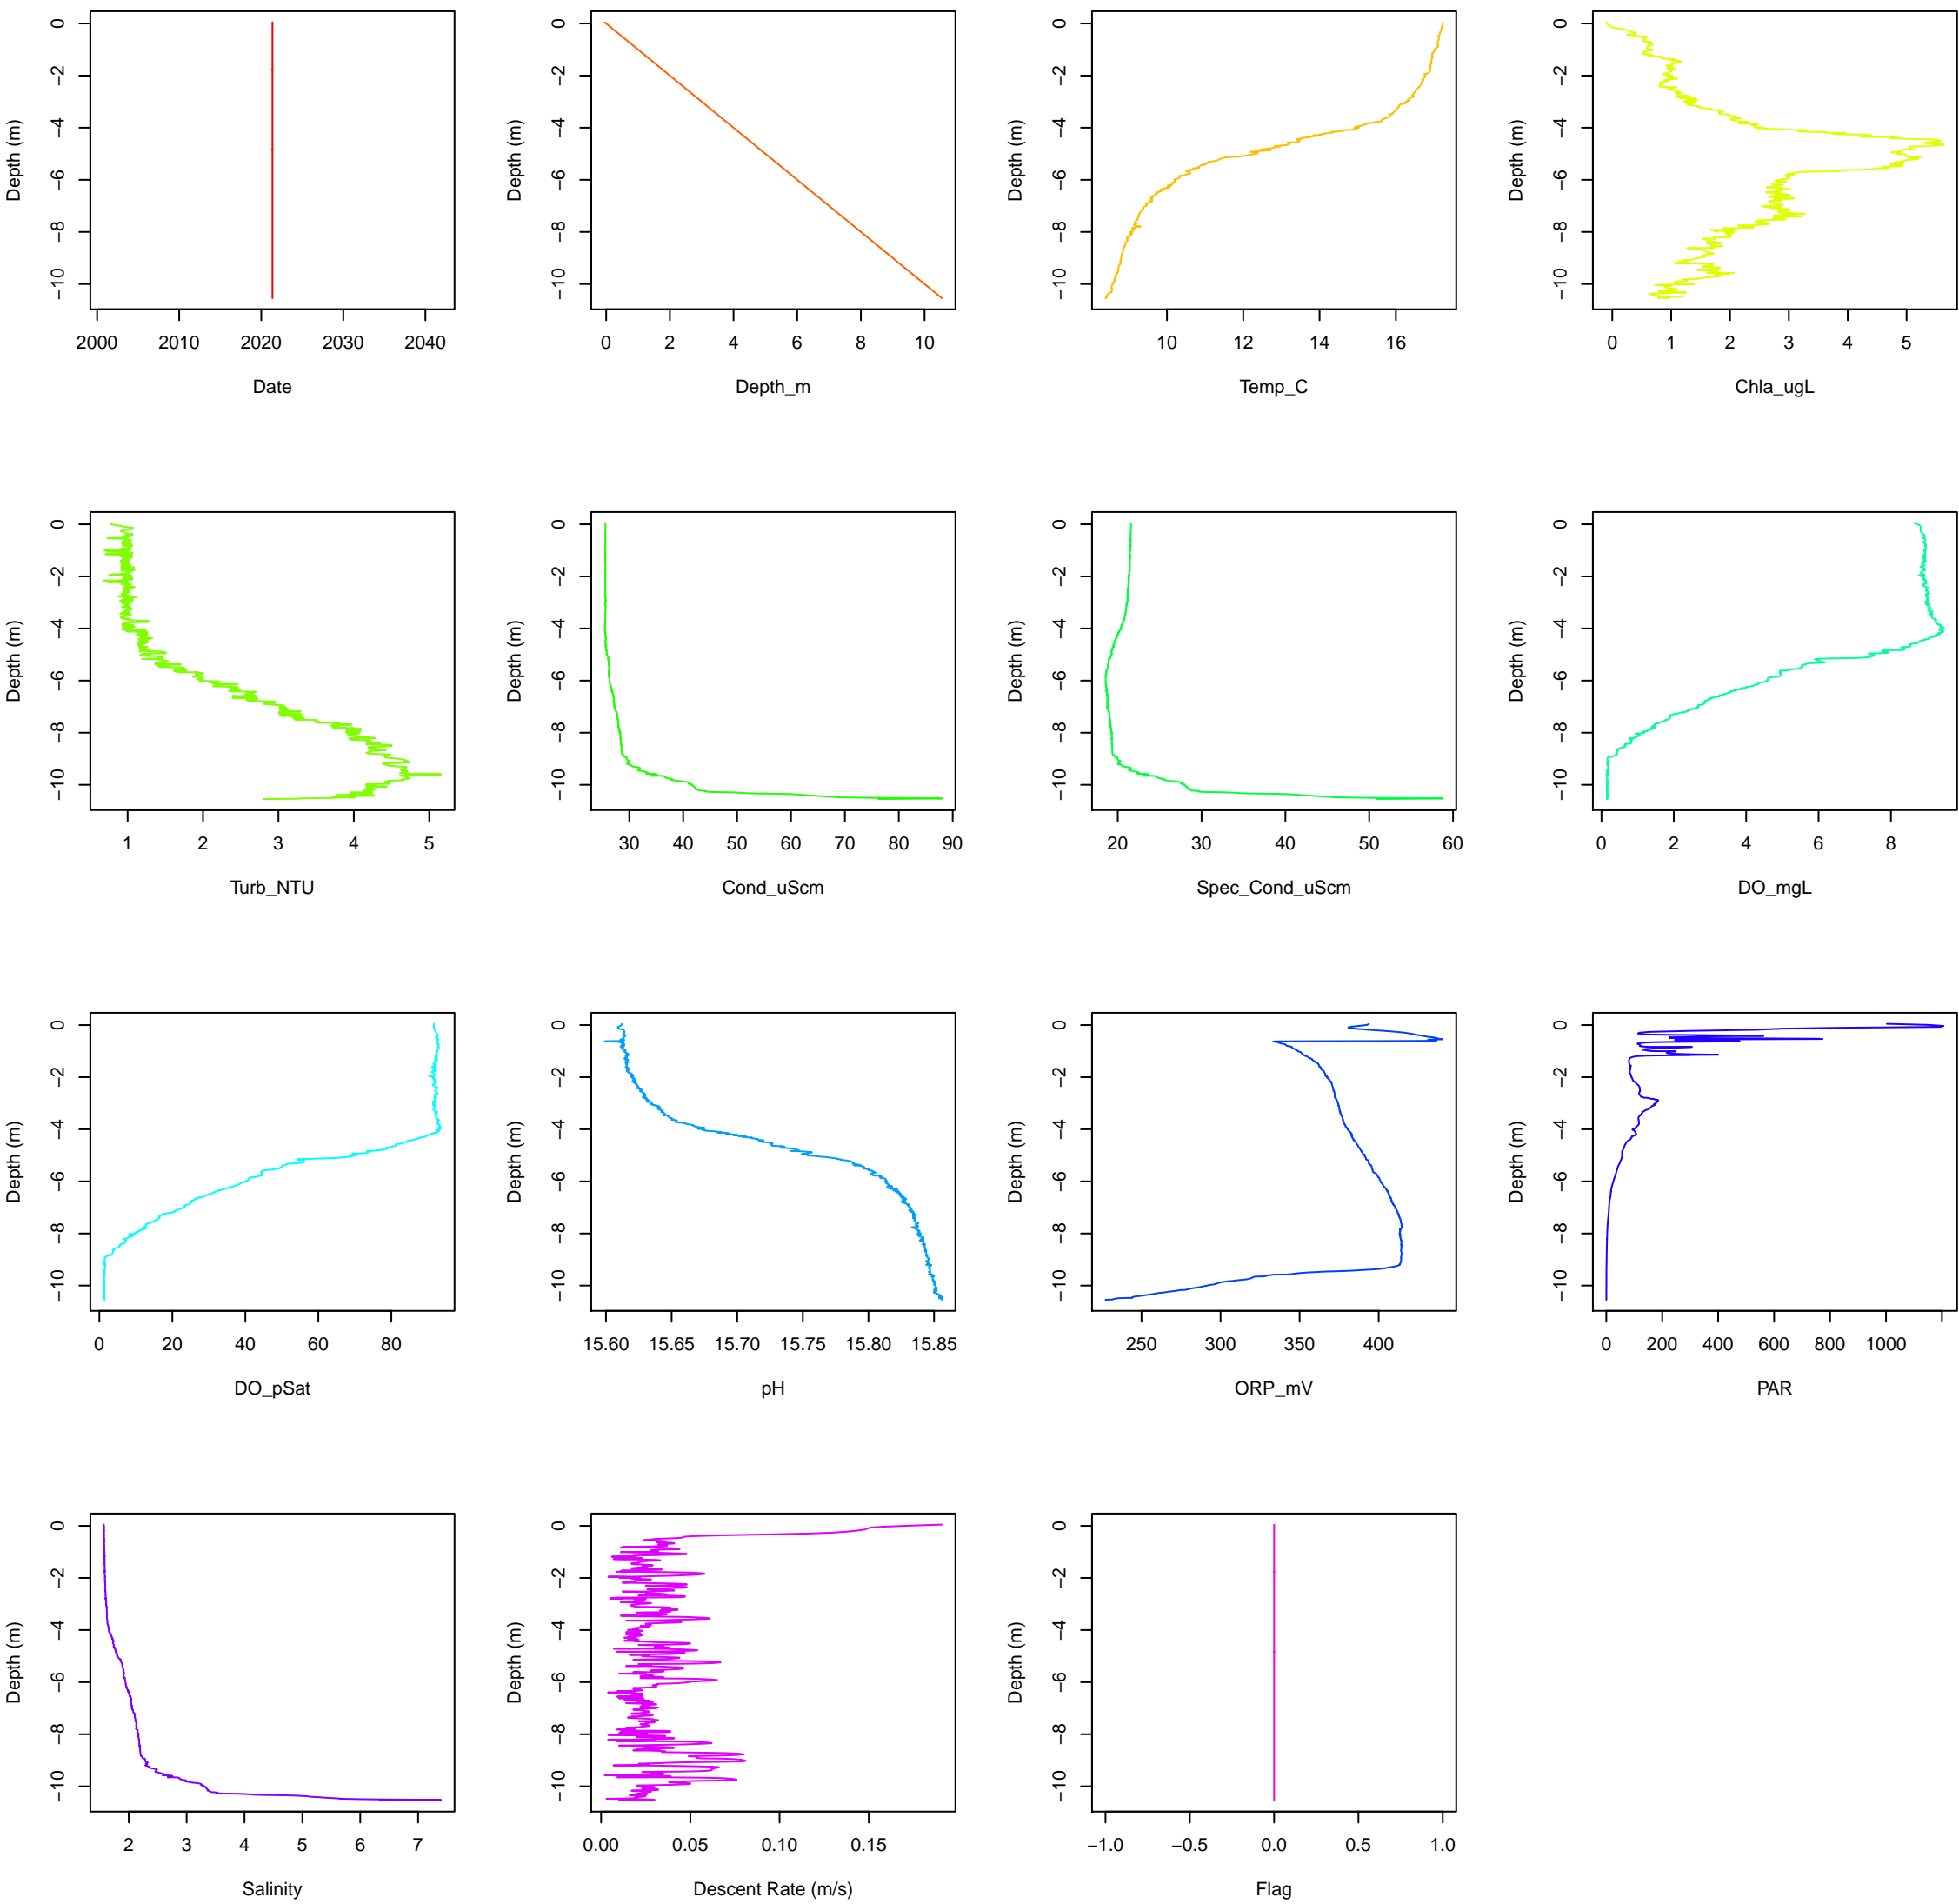 0 0 0 0
−2 −2 −2 −2
−4 −4 −4 −4
Depth (m) Depth (m) Depth (m) Depth (m)
−6 −6 −6 −6
−8 −8 −8 −8
−10 −10 −10 −10
2000 2010 2020 2030 2040 0 2 4 6 8 10 10 12 14 16 0 1 2 3 4 5
Date Depth_m Temp_C Chla_ugL
0 0 0 0
−2 −2 −2 −2
−4 −4 −4 −4
Depth (m) Depth (m) Depth (m) Depth (m)
−6 −6 −6 −6
−8 −8 −8 −8
−10 −10 −10 −10
1 2 3 4 5 30 40 50 60 70 80 90 20 30 40 50 60 0 2 4 6 8
Turb_NTU Cond_uScm Spec_Cond_uScm DO_mgL
0 0 0 0
−2 −2 −2 −2
−4 −4 −4 −4
Depth (m) Depth (m) Depth (m) Depth (m)
−6 −6 −6 −6
−8 −8 −8 −8
−10 −10 −10 −10
0 20 40 60 80 15.60 15.65 15.70 15.75 15.80 15.85 250 300 350 400 0 200 400 600 800 1000
DO_pSat pH ORP_mV PAR
0 0 0
−2 −2 −2
−4 −4 −4
Depth (m) Depth (m) Depth (m)
−6 −6 −6
−8 −8 −8
−10 −10 −10
2 3 4 5 6 7 0.00 0.05 0.10 0.15 −1.0 −0.5 0.0 0.5 1.0
Salinity Descent Rate (m/s) Flag